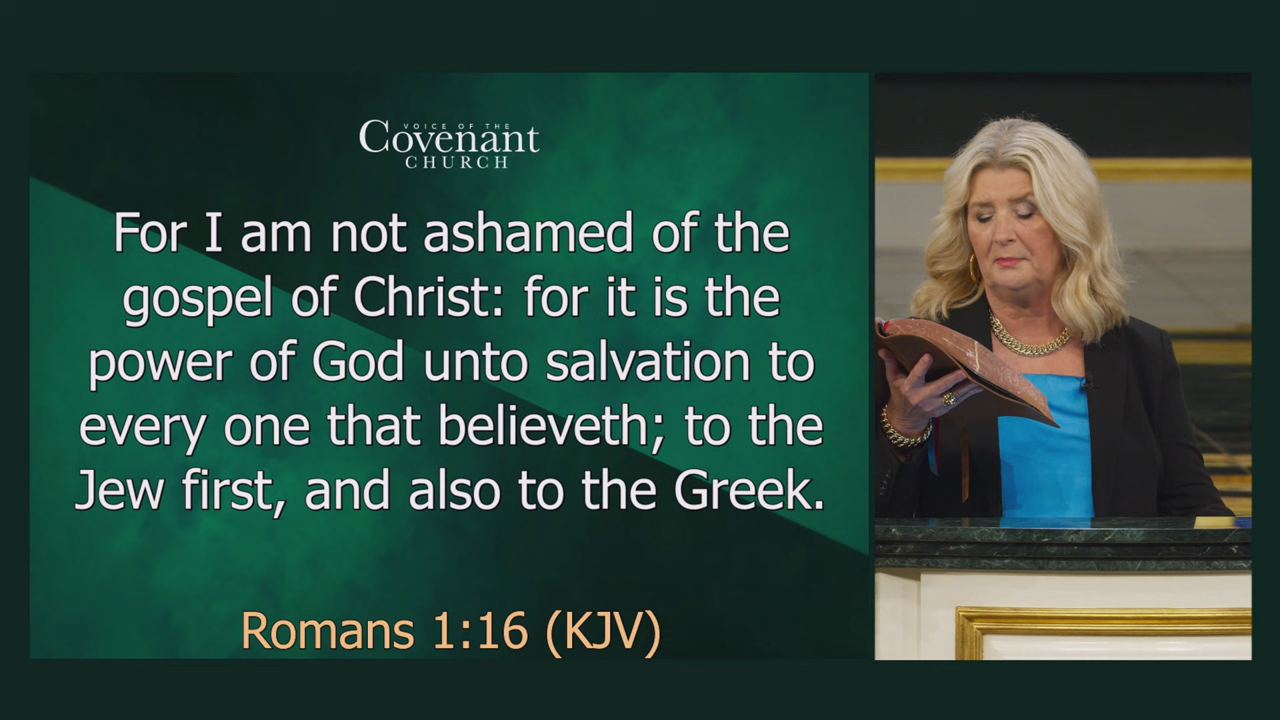 VOICE OF THE
Covenant
CHURCH
For I am not ashamed of the
gospel of Christ: for it is the
power of God unto salvation to
every one that believeth; to the
Jew first, and also to the Greek.
Romans 1:16 (KJV)